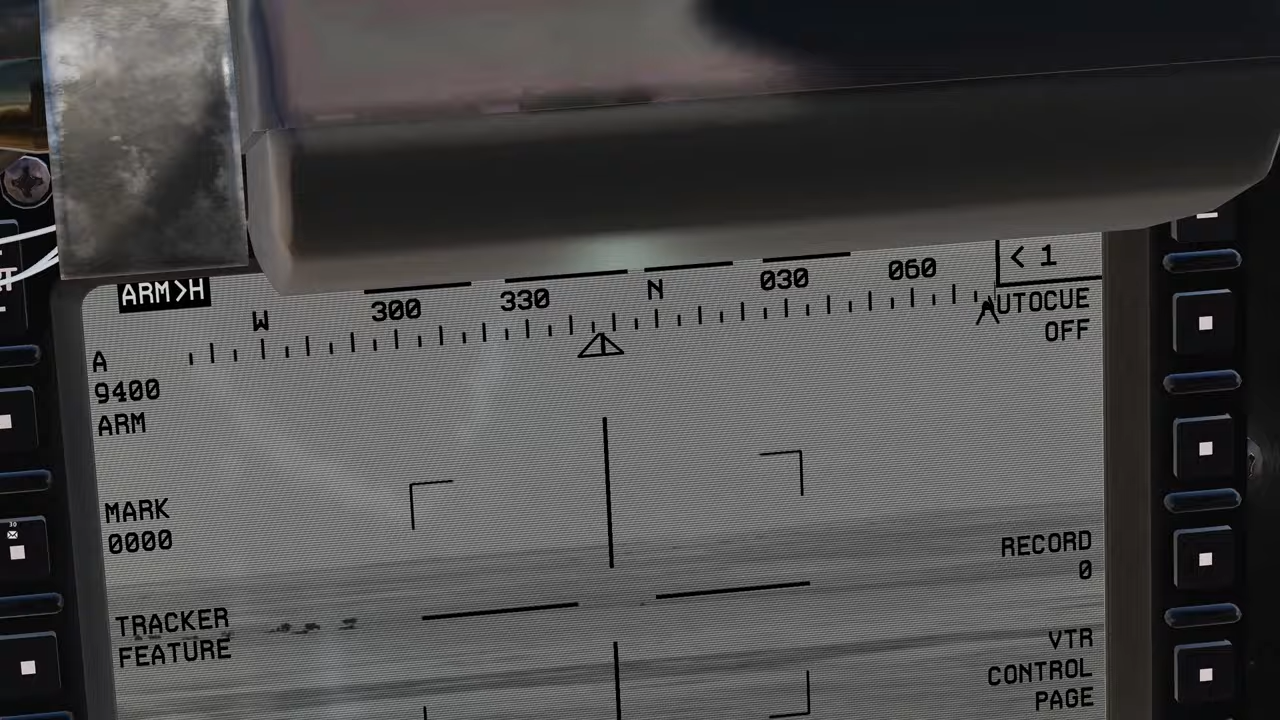 ARM>H
W 300 330 N 030 060
< 1
AUTOCUE
OFF
A
9400
ARM
MARK
0000
RECORD
0
TRACKER
FEATURE
VTR
CONTROL
PAGE
30